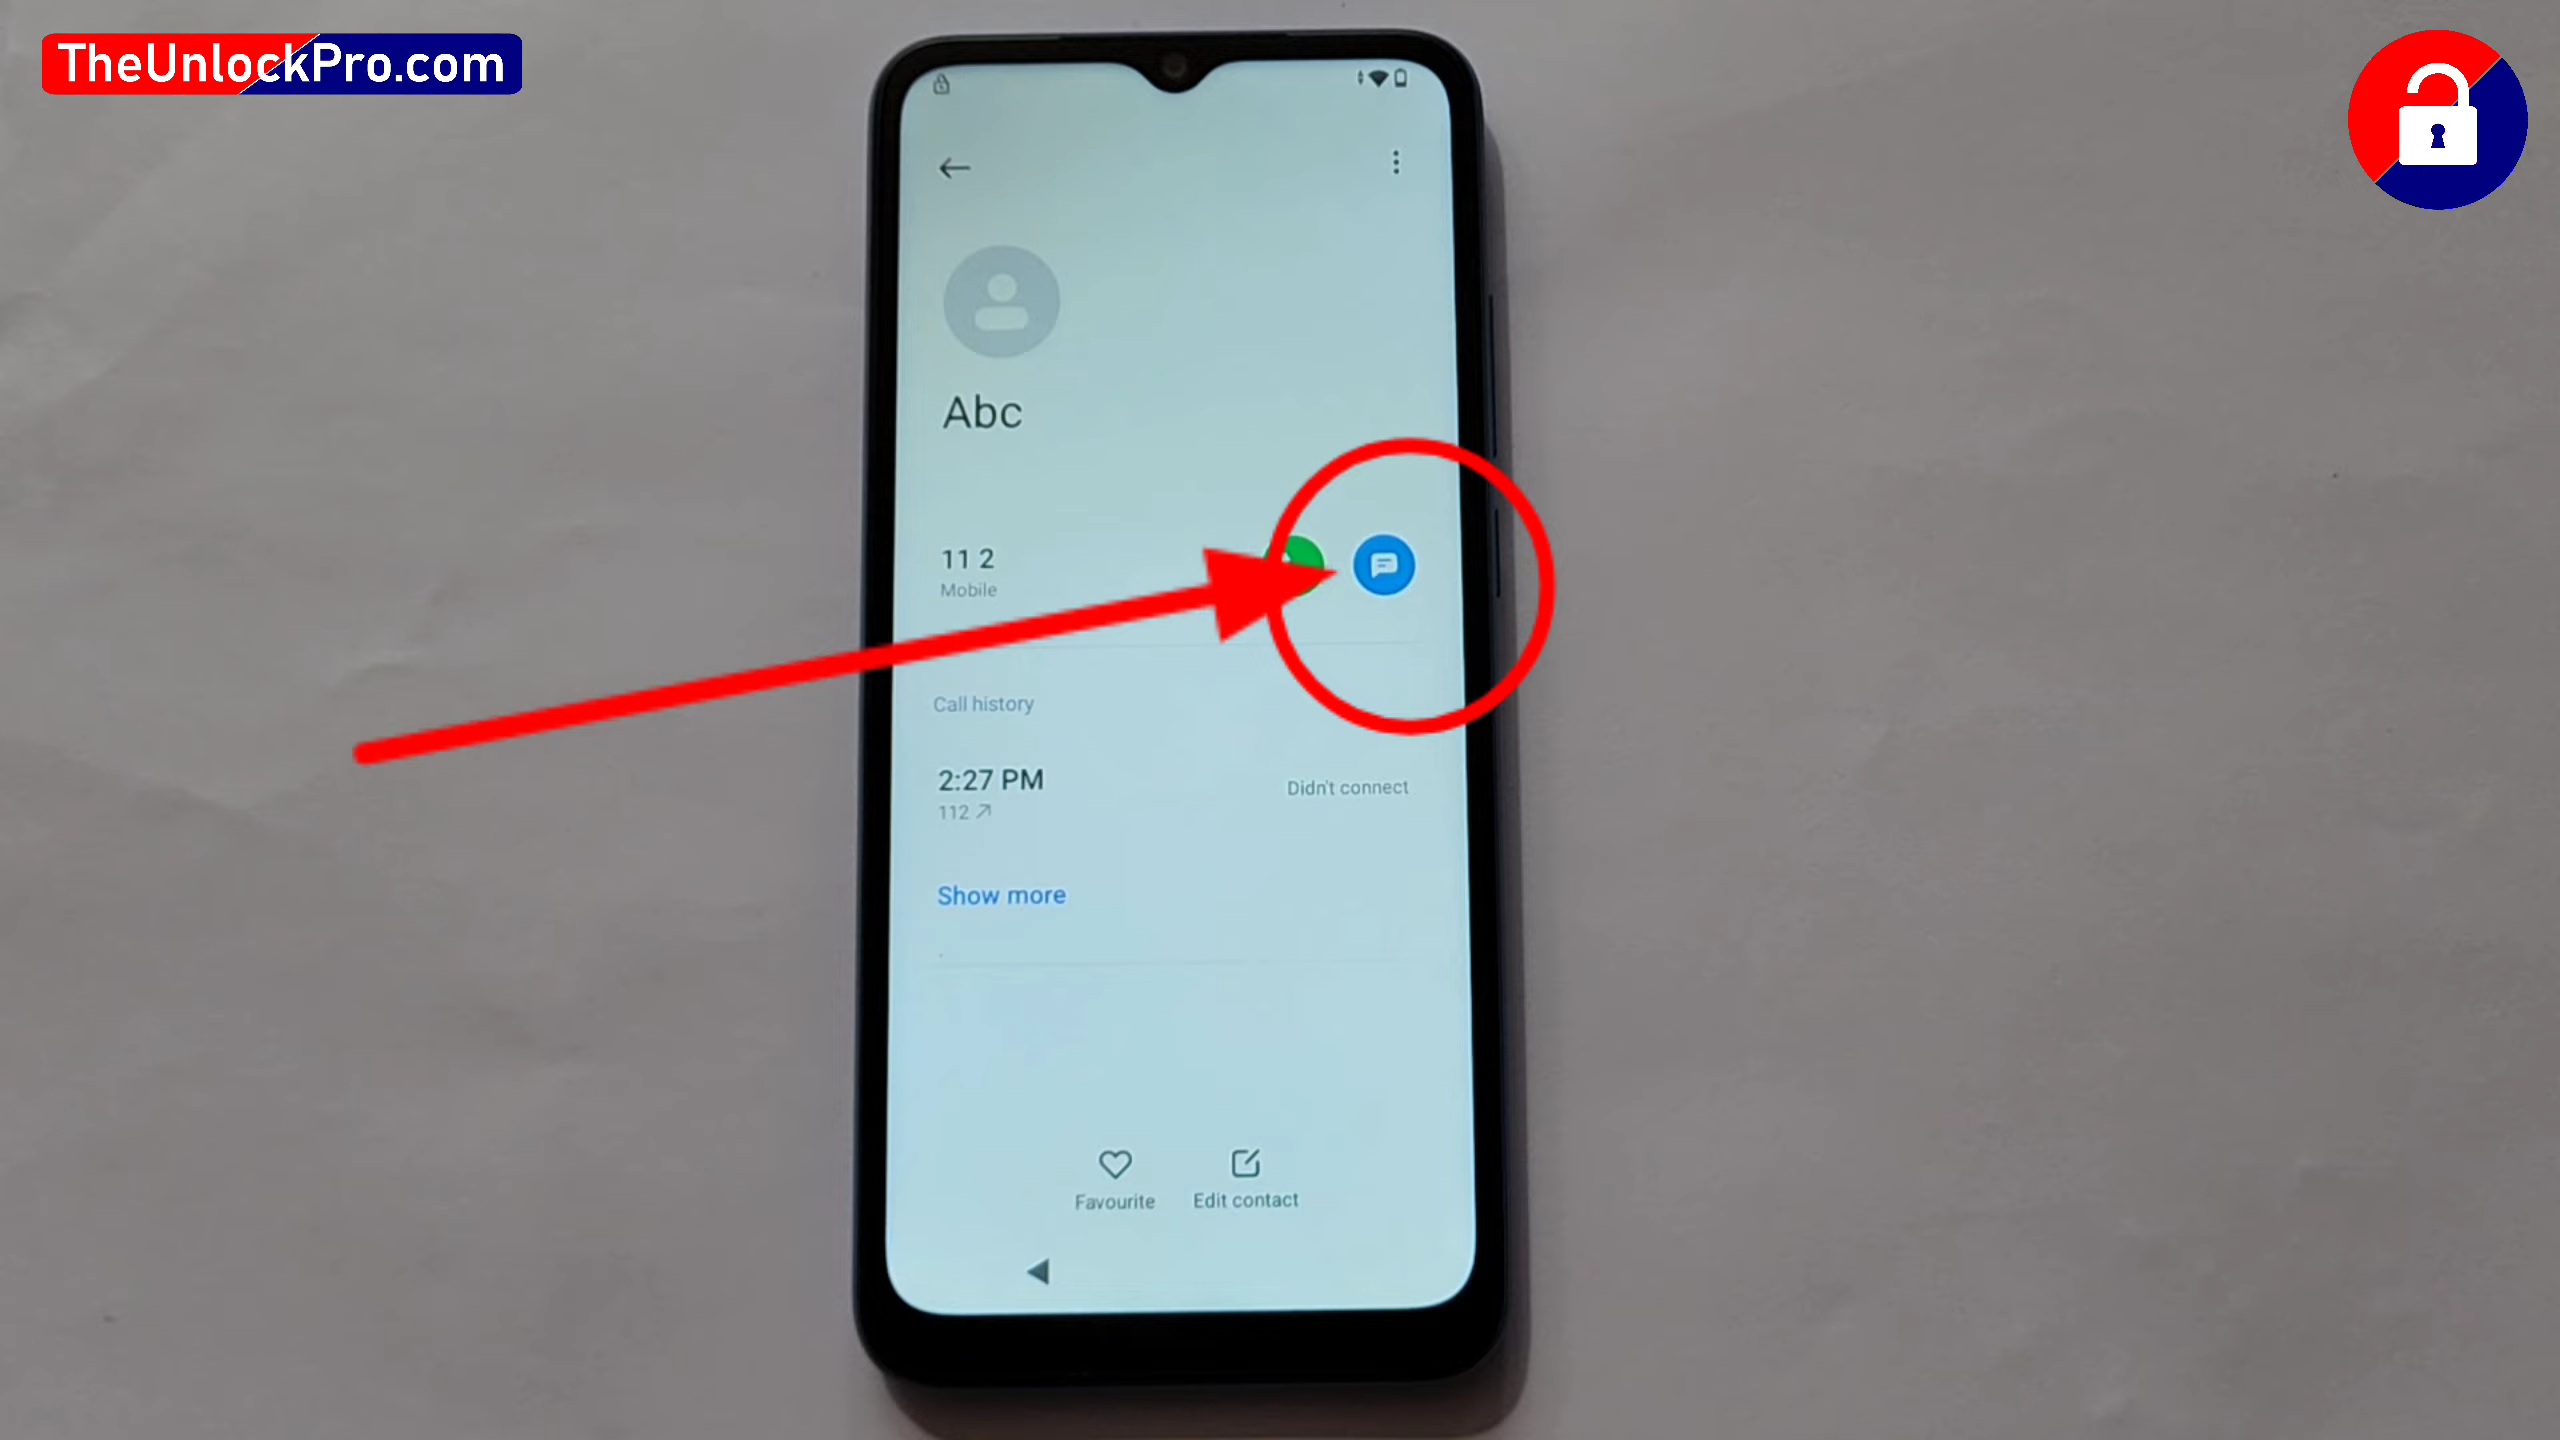 TheUnlockPro.com
Abc
11 2
Mobile
Call history
2:27 PM
Didn't connect
112
Show more
Favourite
Edit contact